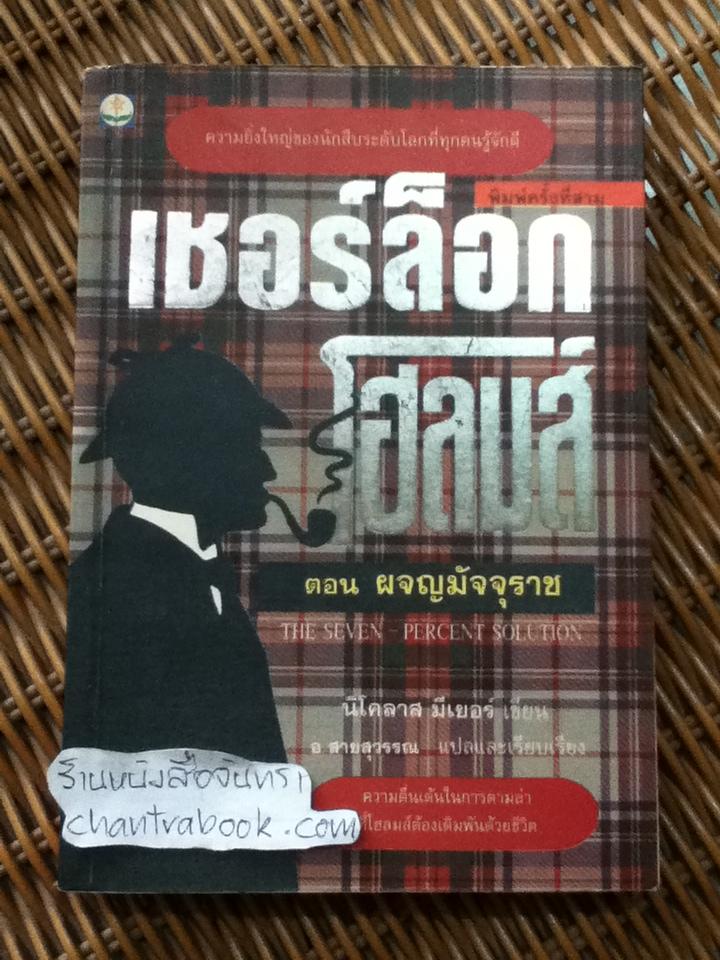 ความยิ่งใหญ่ของนักสืบระดับโลกที่ทุกคนรู้จักดี
พิมพ์ครั้งที่สาม
เชอร์ล็อก
โฮลมส์
ตอน ผจญมัจจุราช
THE SEVEN - PERCENT SOLUTION
นิโคลาส มีเยอร์ เขียน
อ.สายสุวรรณ แปลและเรียบเรียง
ร้านหนังสือจันทรา
chantrabook.com
ความตื่นเต้นในการตามล่า
ที่โฮลมส์ต้องเดิมพันด้วยชีวิต